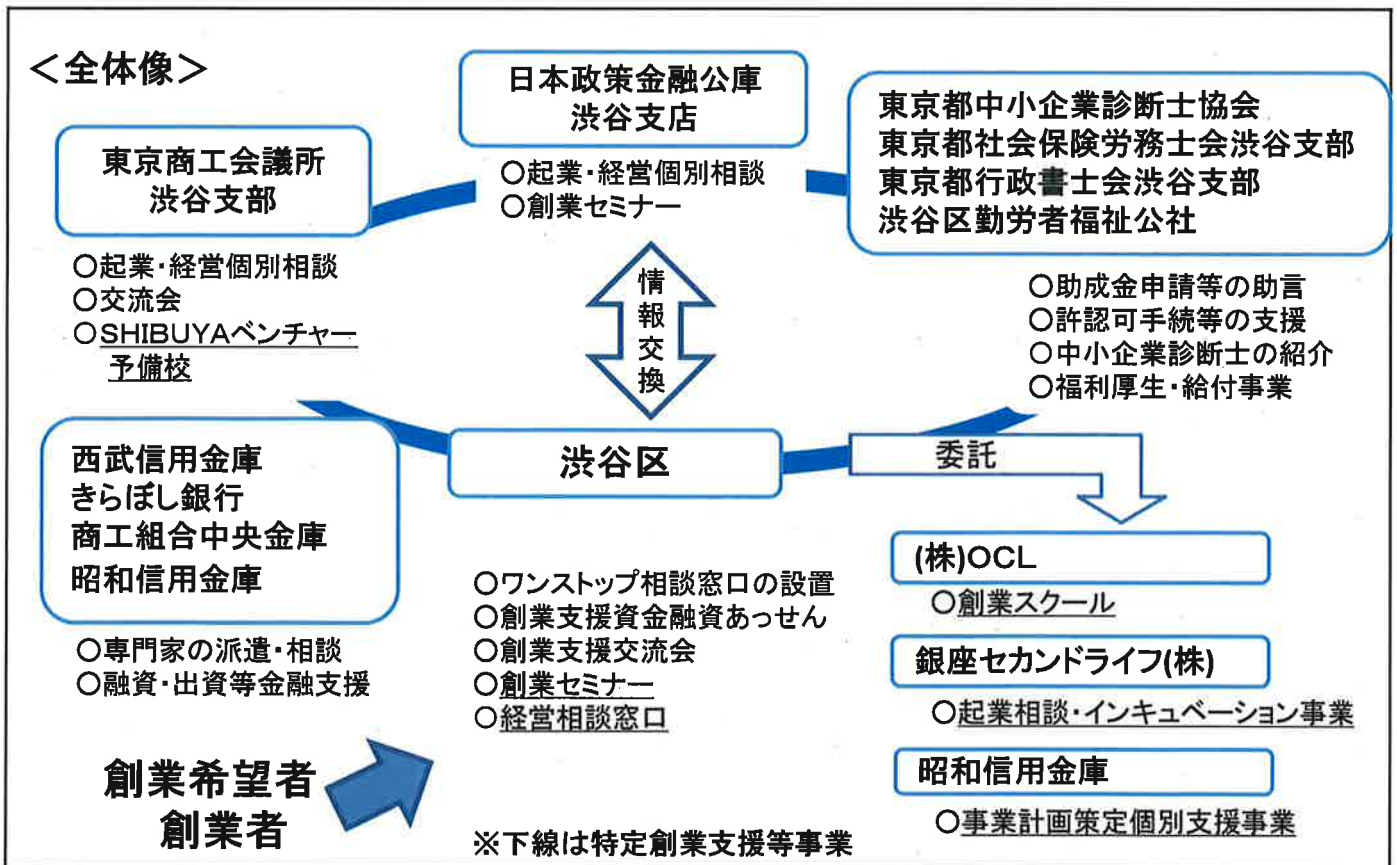 ＜全体像＞
日本政策金融公庫
渋谷支店
○起業・経営個別相談
○創業セミナー
東京商工会議所
渋谷支部
○起業・経営個別相談
○交流会
○SHIBUYAベンチャー
予備校
東京都中小企業診断士協会
東京都社会保険労務士会渋谷支部
東京都行政書士会渋谷支部
渋谷区勤労者福祉公社
○助成金申請等の助言
○許認可手続等の支援
○中小企業診断士の紹介
○福利厚生・給付事業
情報交換
西武信用金庫
きらぼし銀行
商工組合中央金庫
昭和信用金庫
○専門家の派遣・相談
○融資・出資等金融支援
渋谷区
○ワンストップ相談窓口の設置
○創業支援資金融資あっせん
○創業支援交流会
○創業セミナー
○経営相談窓口
委託
(株)OCL
○創業スクール
銀座セカンドライフ(株)
○起業相談・インキュベーション事業
昭和信用金庫
○事業計画策定個別支援事業
創業希望者
創業者
※下線は特定創業支援等事業